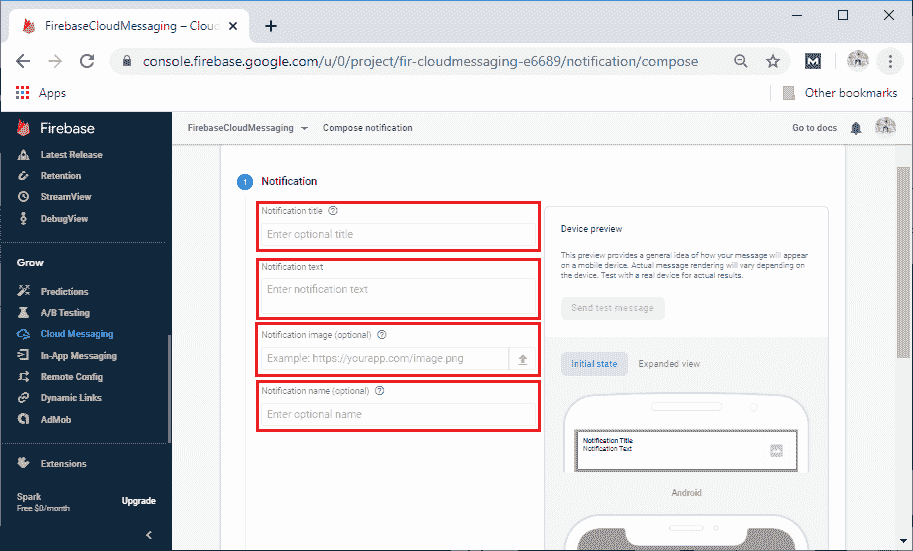 FirebaseCloudMessaging – Clou
console.firebase.google.com/u/0/project/fir-cloudmessaging-e6689/notification/compose
Apps
Other bookmarks
Firebase
FirebaseCloudMessaging
Compose notification
Go to docs
Latest Release
Retention
StreamView
DebugView
Grow
Predictions
A/B Testing
Cloud Messaging
In-App Messaging
Remote Config
Dynamic Links
AdMob
Extensions
Spark
Free $0/month
Upgrade
1 Notification
Notification title
Enter optional title
Notification text
Enter notification text
Notification image (optional)
Example: https://yourapp.com/image.png
Notification name (optional)
Enter optional name
Device preview
This preview provides a general idea of how your message will appear
on a mobile device. Actual message rendering will vary depending on
the device. Test with a real device for actual results.
Send test message
Initial state
Expanded view
Notification Title
Notification Text
Android